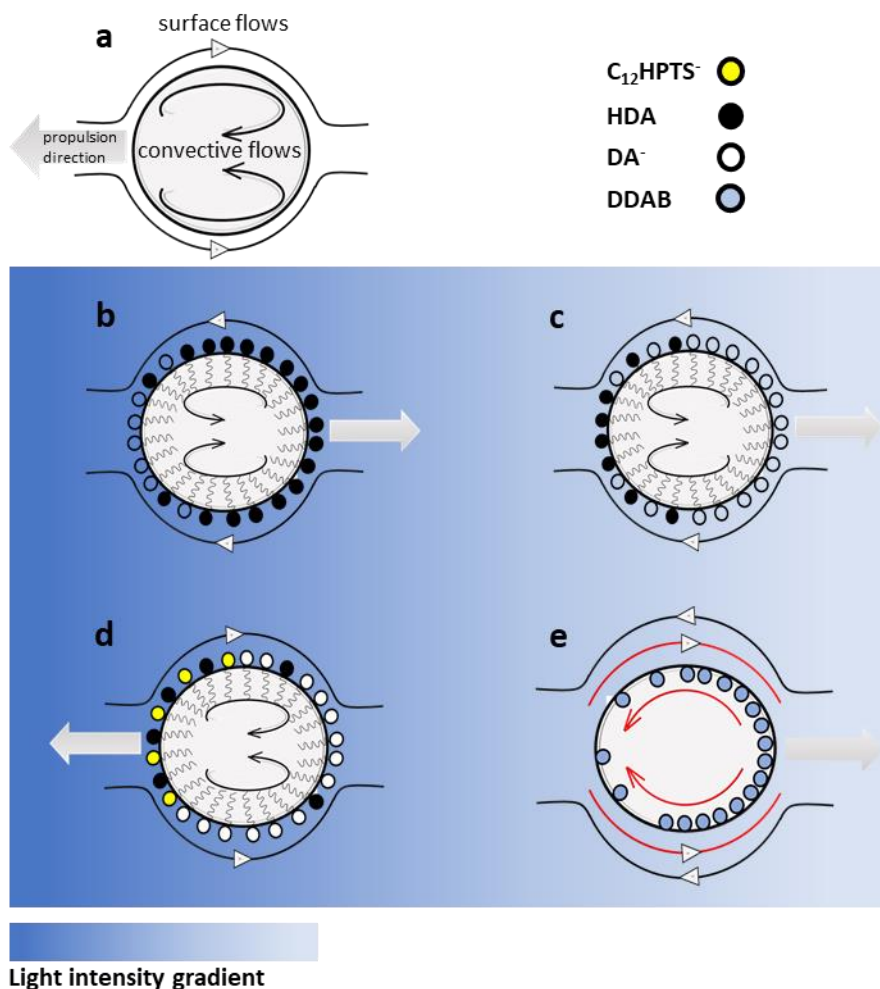 a
surface flows
propulsion
direction
convective flows
C₁₂HPTS⁻
HDA
DA⁻
DDAB
b
c
d
e
Light intensity gradient